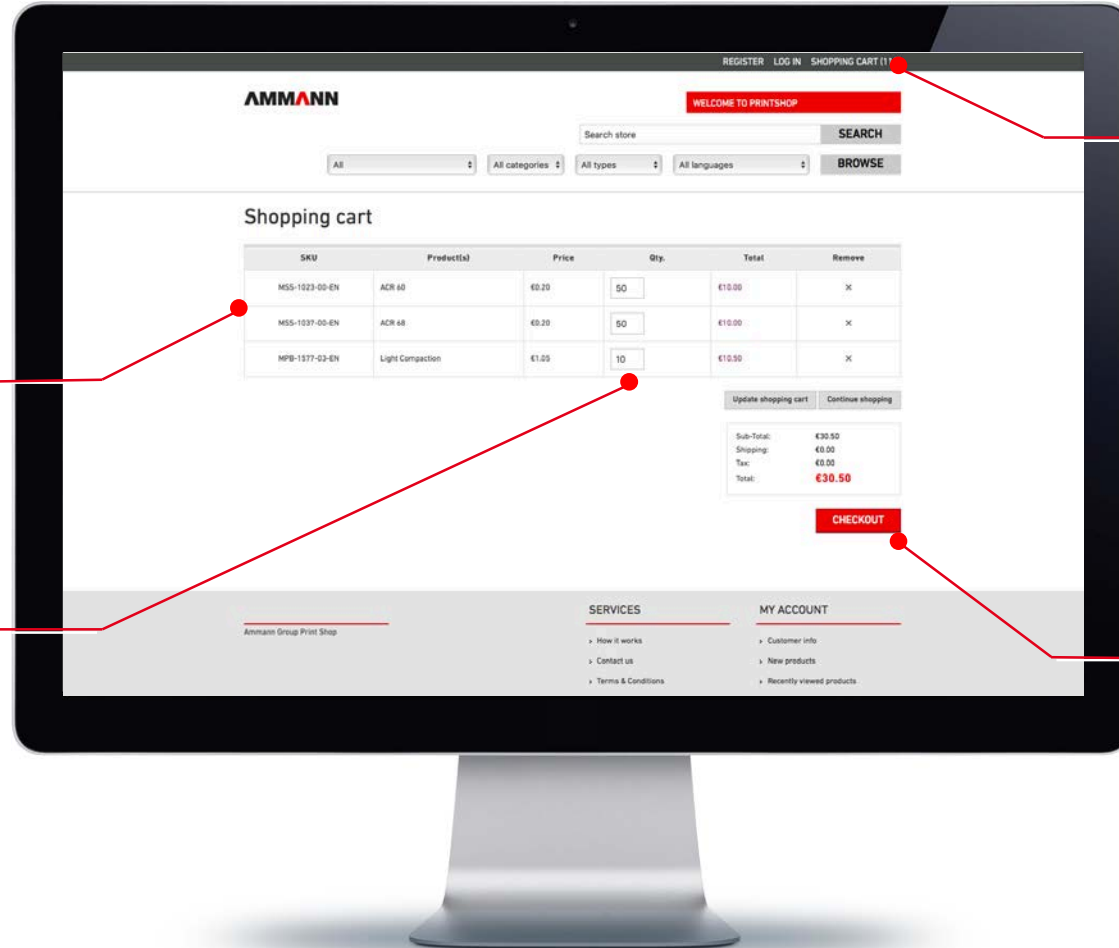 REGISTER LOG IN SHOPPING CART (11
AMMANN
WELCOME TO PRINTSHOP
Search store SEARCH
All All categories All types All languages BROWSE
Shopping cart
SKU Product(s) Price Qty. Total Remove
MSS-1023-00-EN ACR 60 €0.20 50 €10.00 ×
MSS-1037-00-EN ACR 68 €0.20 50 €10.00 ×
MPB-1577-03-EN Light Compaction €1.05 10 €10.50 ×
Update shopping cart Continue shopping
Sub-Total: €30.50
Shipping: €0.00
Tax: €0.00
Total: €30.50
CHECKOUT
SERVICES MY ACCOUNT
Ammann Group Print Shop
› How it works › Customer info
› Contact us › New products
› Terms & Conditions › Recently viewed products